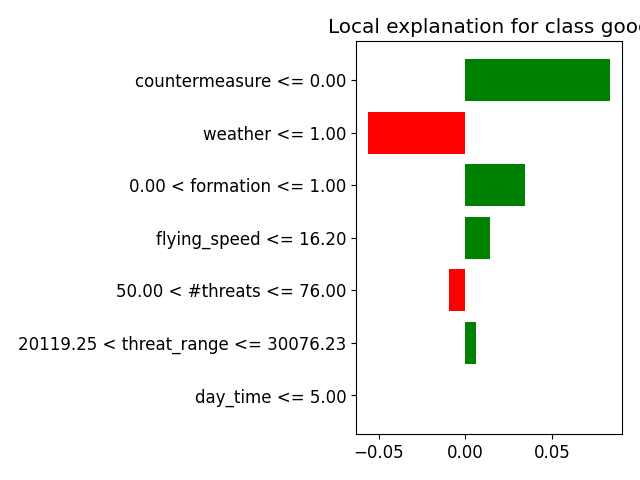 Local explanation for class good
countermeasure <= 0.00
weather <= 1.00
0.00 < formation <= 1.00
flying_speed <= 16.20
50.00 < #threats <= 76.00
20119.25 < threat_range <= 30076.23
day_time <= 5.00
−0.05 0.00 0.05